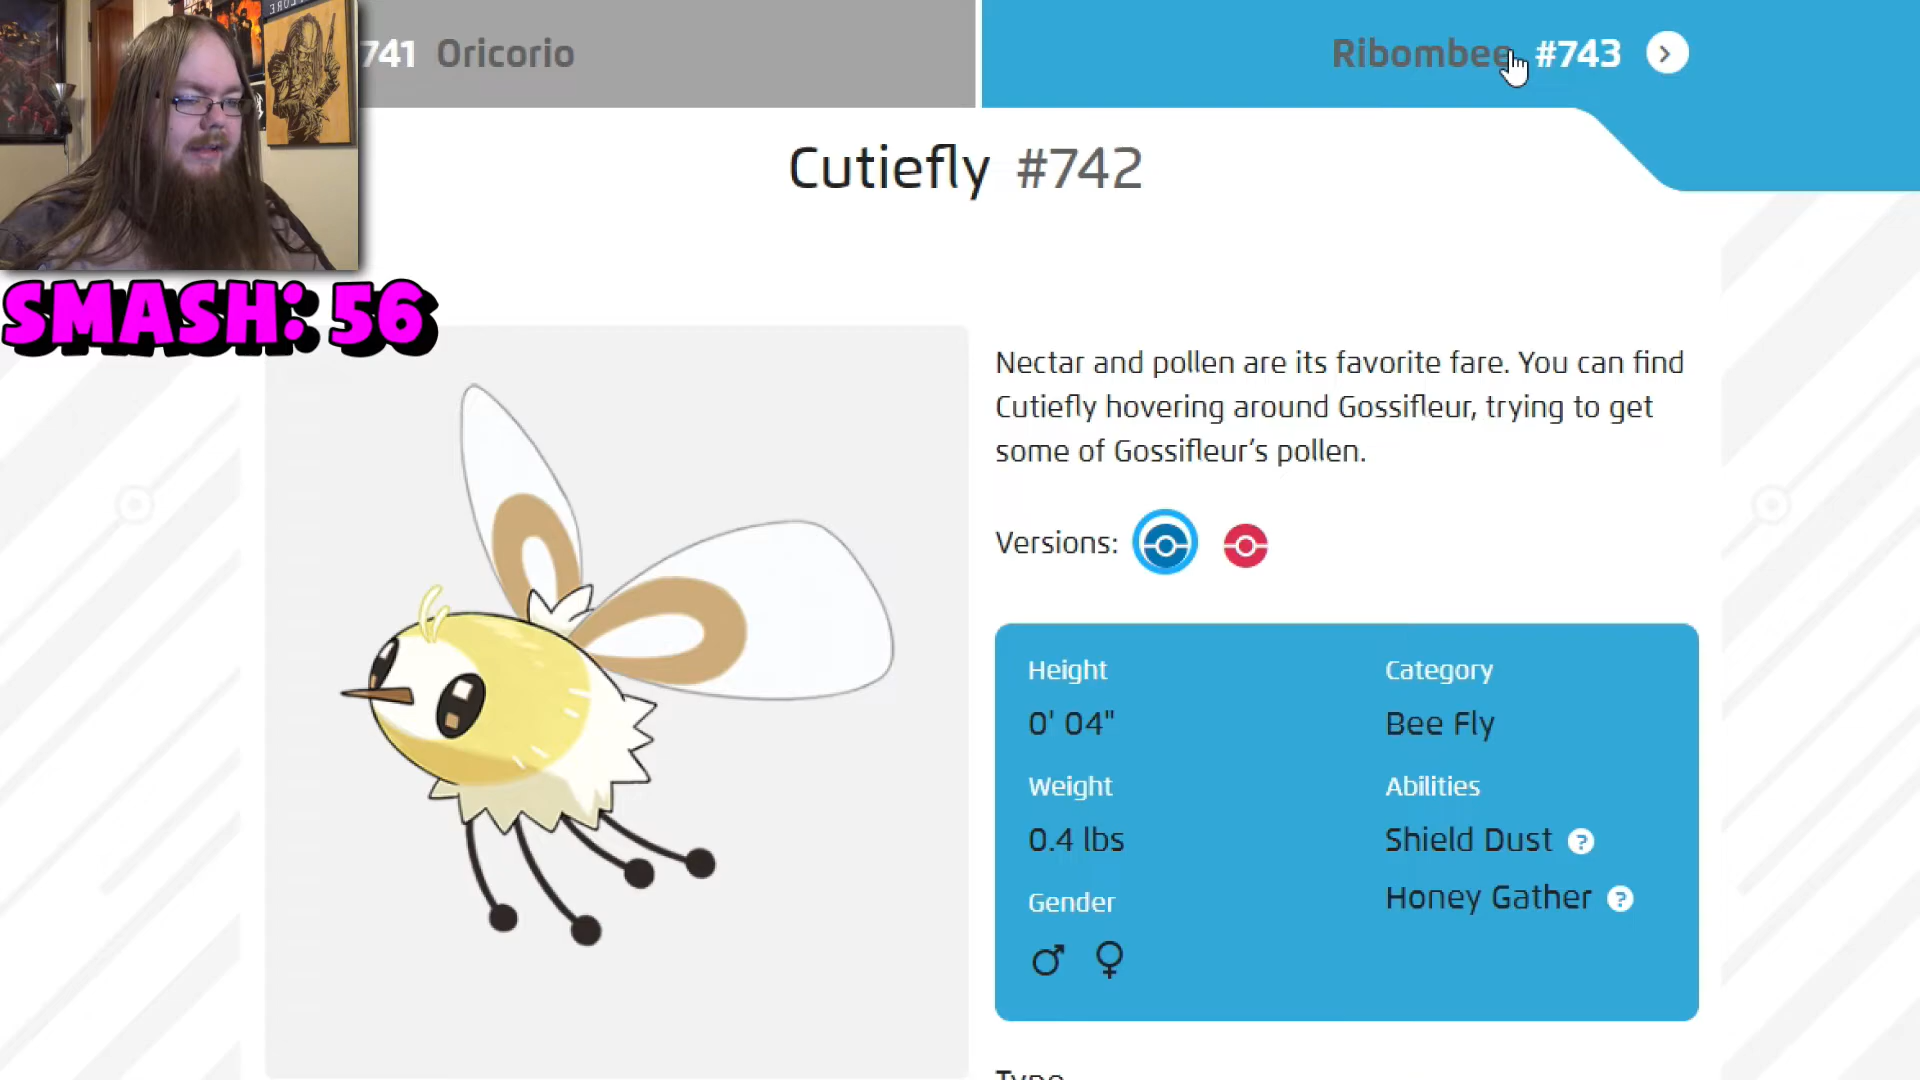 741 Oricorio
Ribombee #743
Cutiefly #742
SMASH: 56
Nectar and pollen are its favorite fare. You can find
Cutiefly hovering around Gossifleur, trying to get
some of Gossifleur’s pollen.
Versions:
Height
0' 04"
Weight
0.4 lbs
Gender
Category
Bee Fly
Abilities
Shield Dust ?
Honey Gather ?
Type